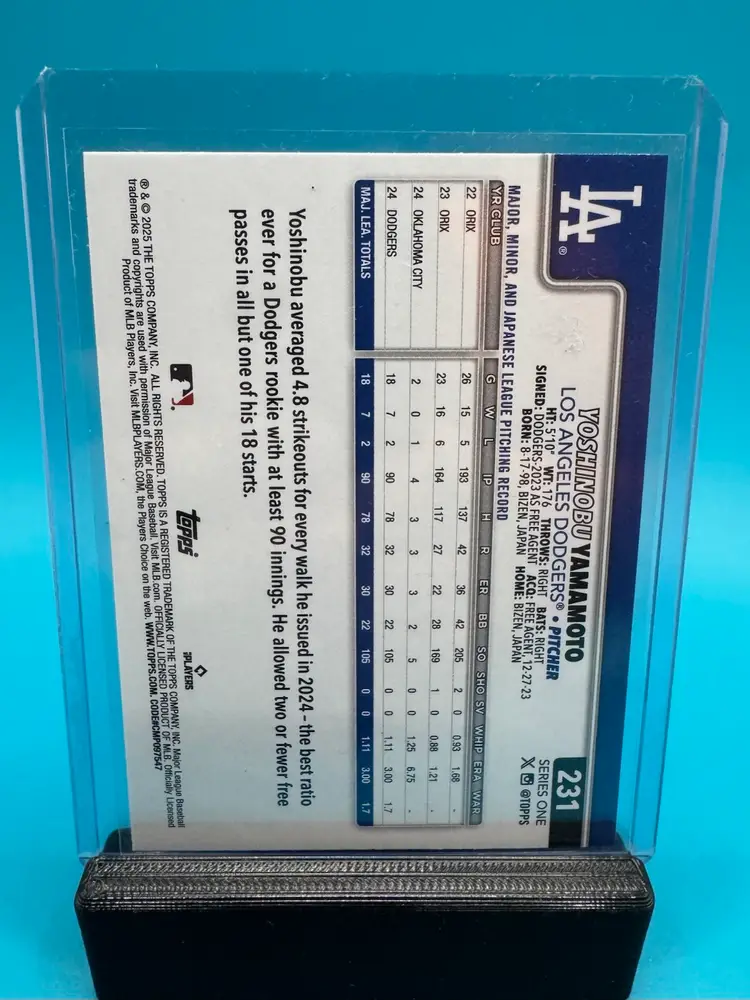 LA®
YOSHINOBU YAMAMOTO
LOS ANGELES DODGERS® • PITCHER
HT: 5'10" WT: 176 THROWS: RIGHT BATS: RIGHT
SIGNED: DODGERS-2023 AS FREE AGENT ACQ: FREE AGENT, 12-27-23
BORN: 8-17-98, BIZEN, JAPAN HOME: BIZEN, JAPAN
231
SERIES ONE
X @TOPPS
MAJOR, MINOR, AND JAPANESE LEAGUE PITCHING RECORD
YR CLUB G W L IP H R ER BB SO SHO SV WHIP ERA WAR
22 ORIX 26 15 5 193 137 42 36 42 205 2 0 0.93 1.68 -
23 ORIX 23 16 6 164 117 27 22 28 169 1 0 0.88 1.21 -
24 OKLAHOMA CITY 2 0 1 4 3 3 3 2 5 0 0 1.25 6.75 -
24 DODGERS 18 7 2 90 78 32 30 22 105 0 0 1.11 3.00 1.7
MAJ. LEA. TOTALS 18 7 2 90 78 32 30 22 105 0 0 1.11 3.00 1.7
Yoshinobu averaged 4.8 strikeouts for every walk he issued in 2024 – the best ratio
ever for a Dodgers rookie with at least 90 innings. He allowed two or fewer free
passes in all but one of his 18 starts.
topps
PLAYERS
® & © 2025 THE TOPPS COMPANY, INC. ALL RIGHTS RESERVED. TOPPS IS A REGISTERED TRADEMARK OF THE TOPPS COMPANY, INC. Major League Baseball
trademarks and copyrights are used with permission of Major League Baseball. Visit MLB.com. OFFICIALLY LICENSED PRODUCT OF MLB. Officially Licensed
Product of MLB Players, Inc. Visit MLBPLAYERS.COM, the Players Choice on the web. WWW.TOPPS.COM. CODE#CMP097547